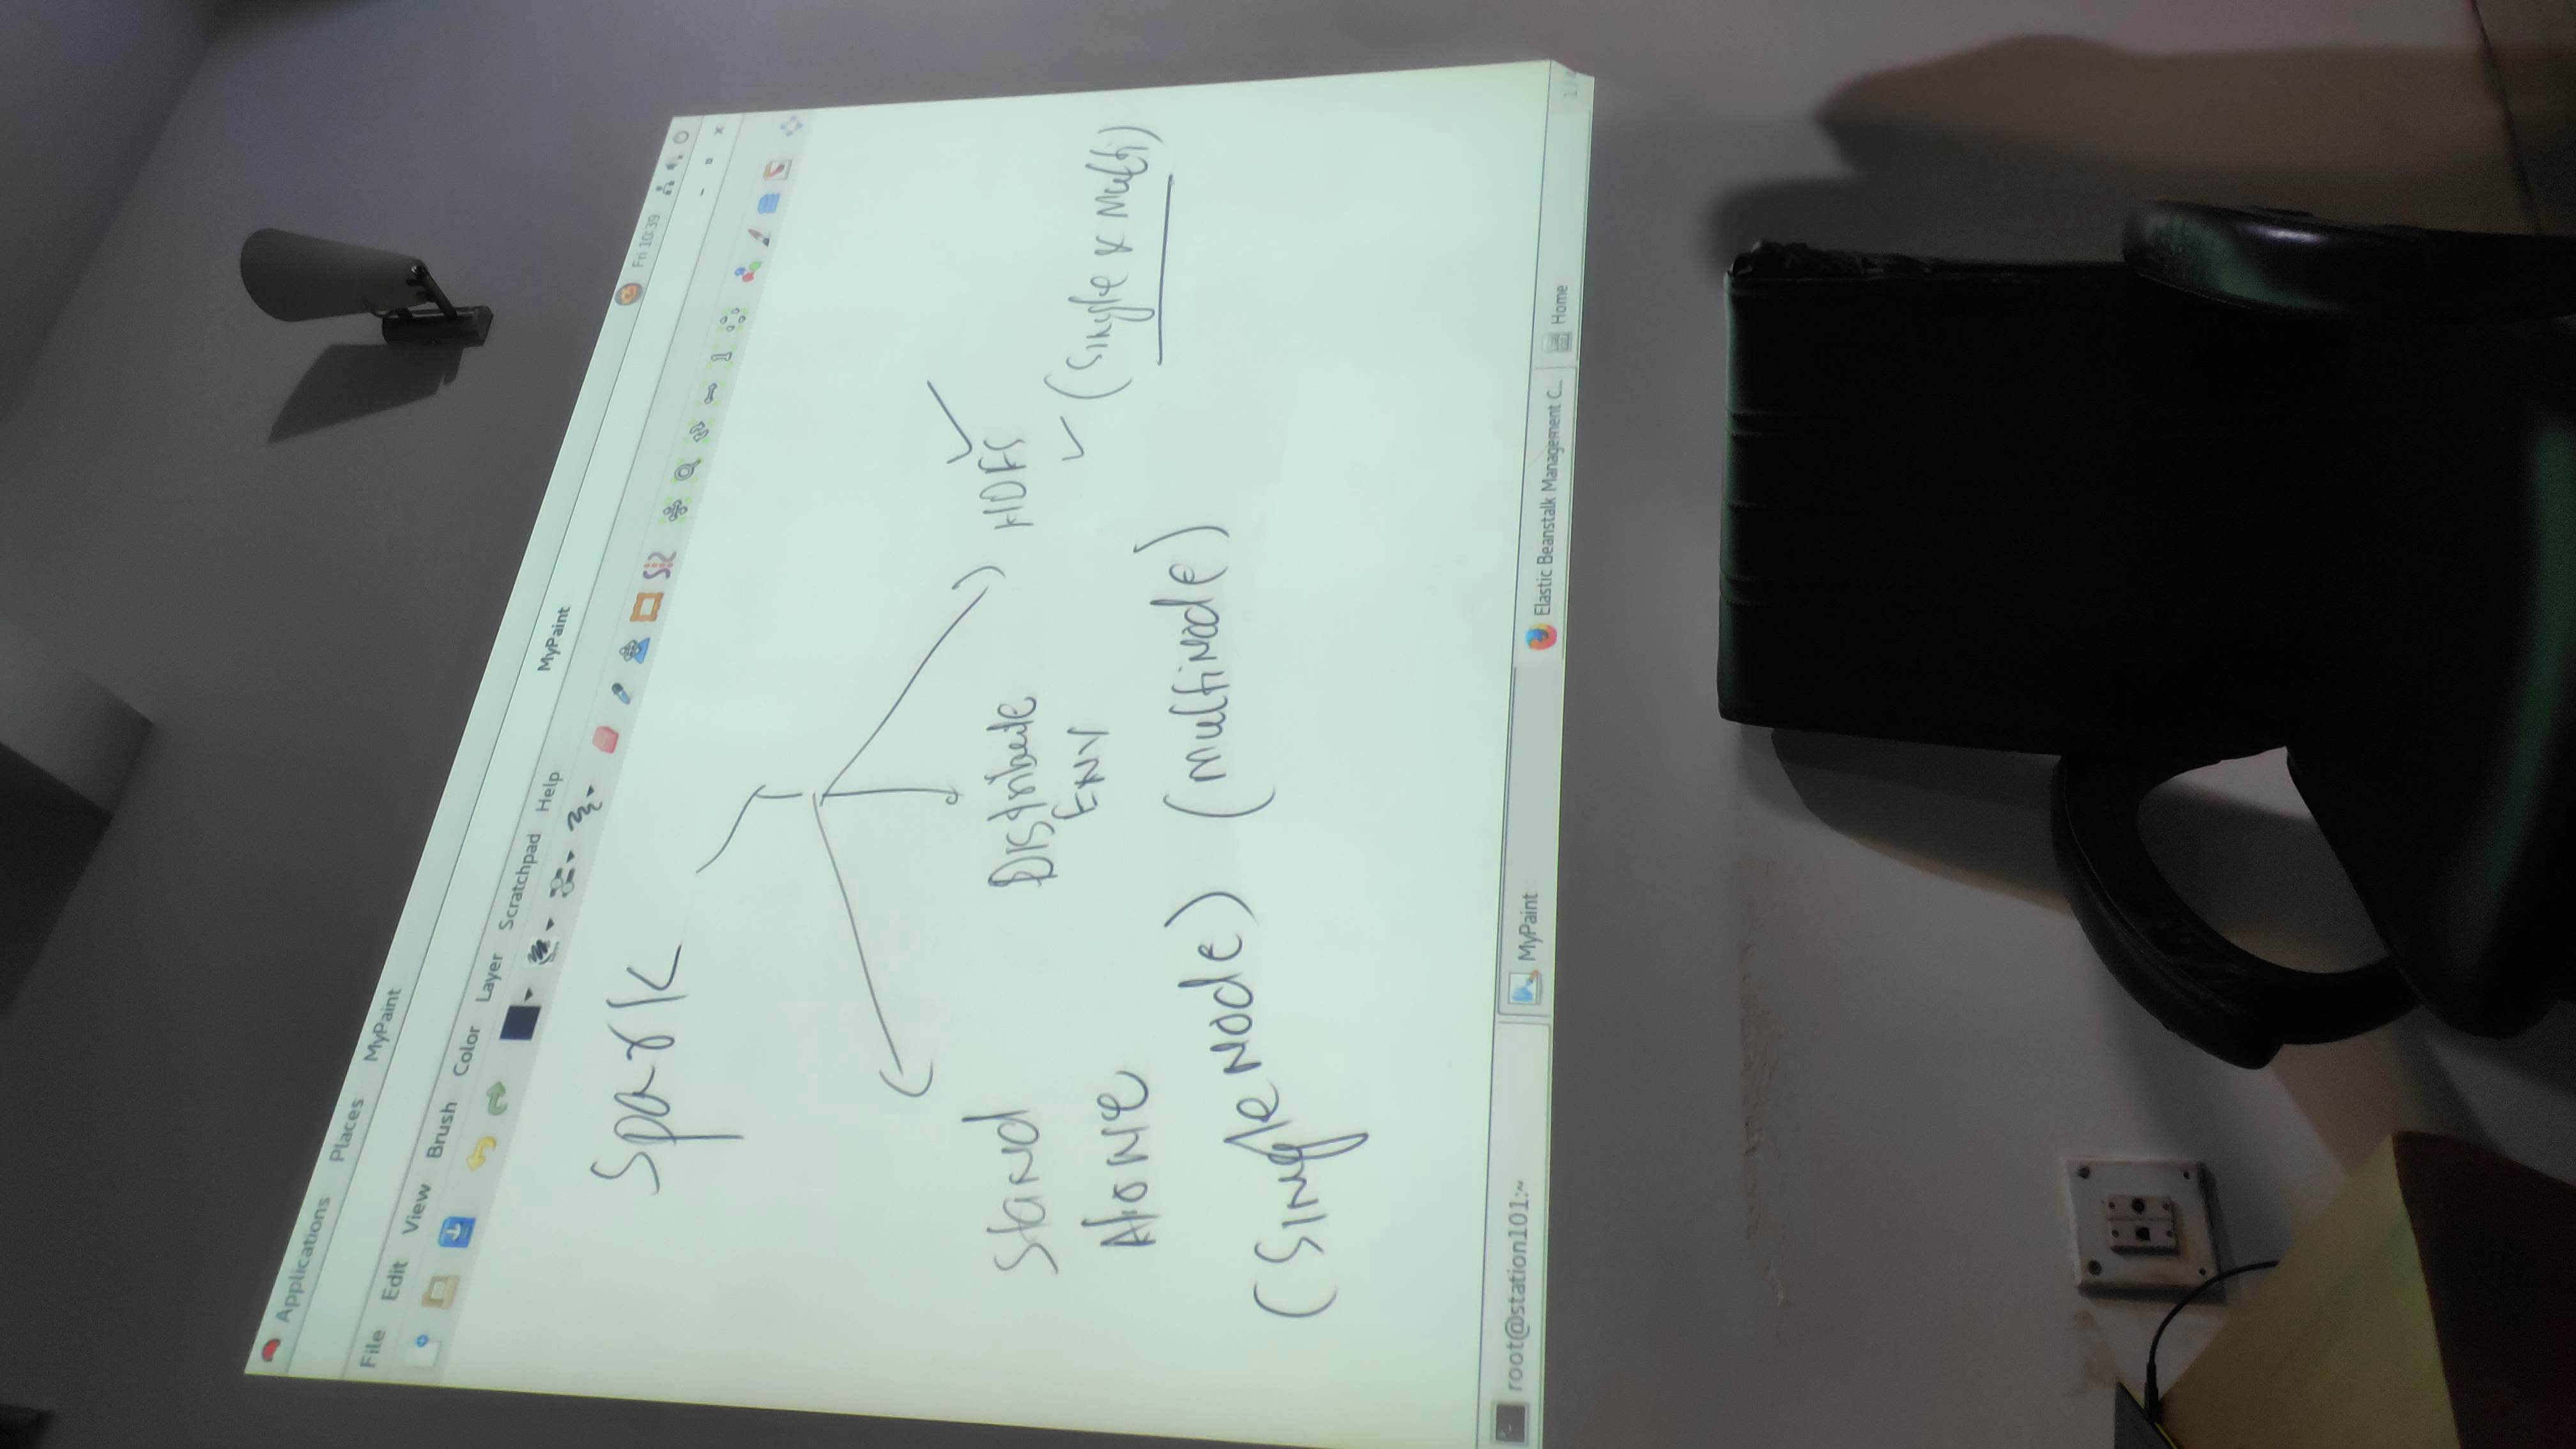 Applications Places MyPaint
MyPaint
Fri 10:39
File Edit View Brush Color Layer Scratchpad Help
Spark
Stand
Alone
(Single Node)
Distribute
ENV
(Multinode)
HDFS
(Single & Multi)
root@station101:~
MyPaint
Elastic Beanstalk Management C...
Home